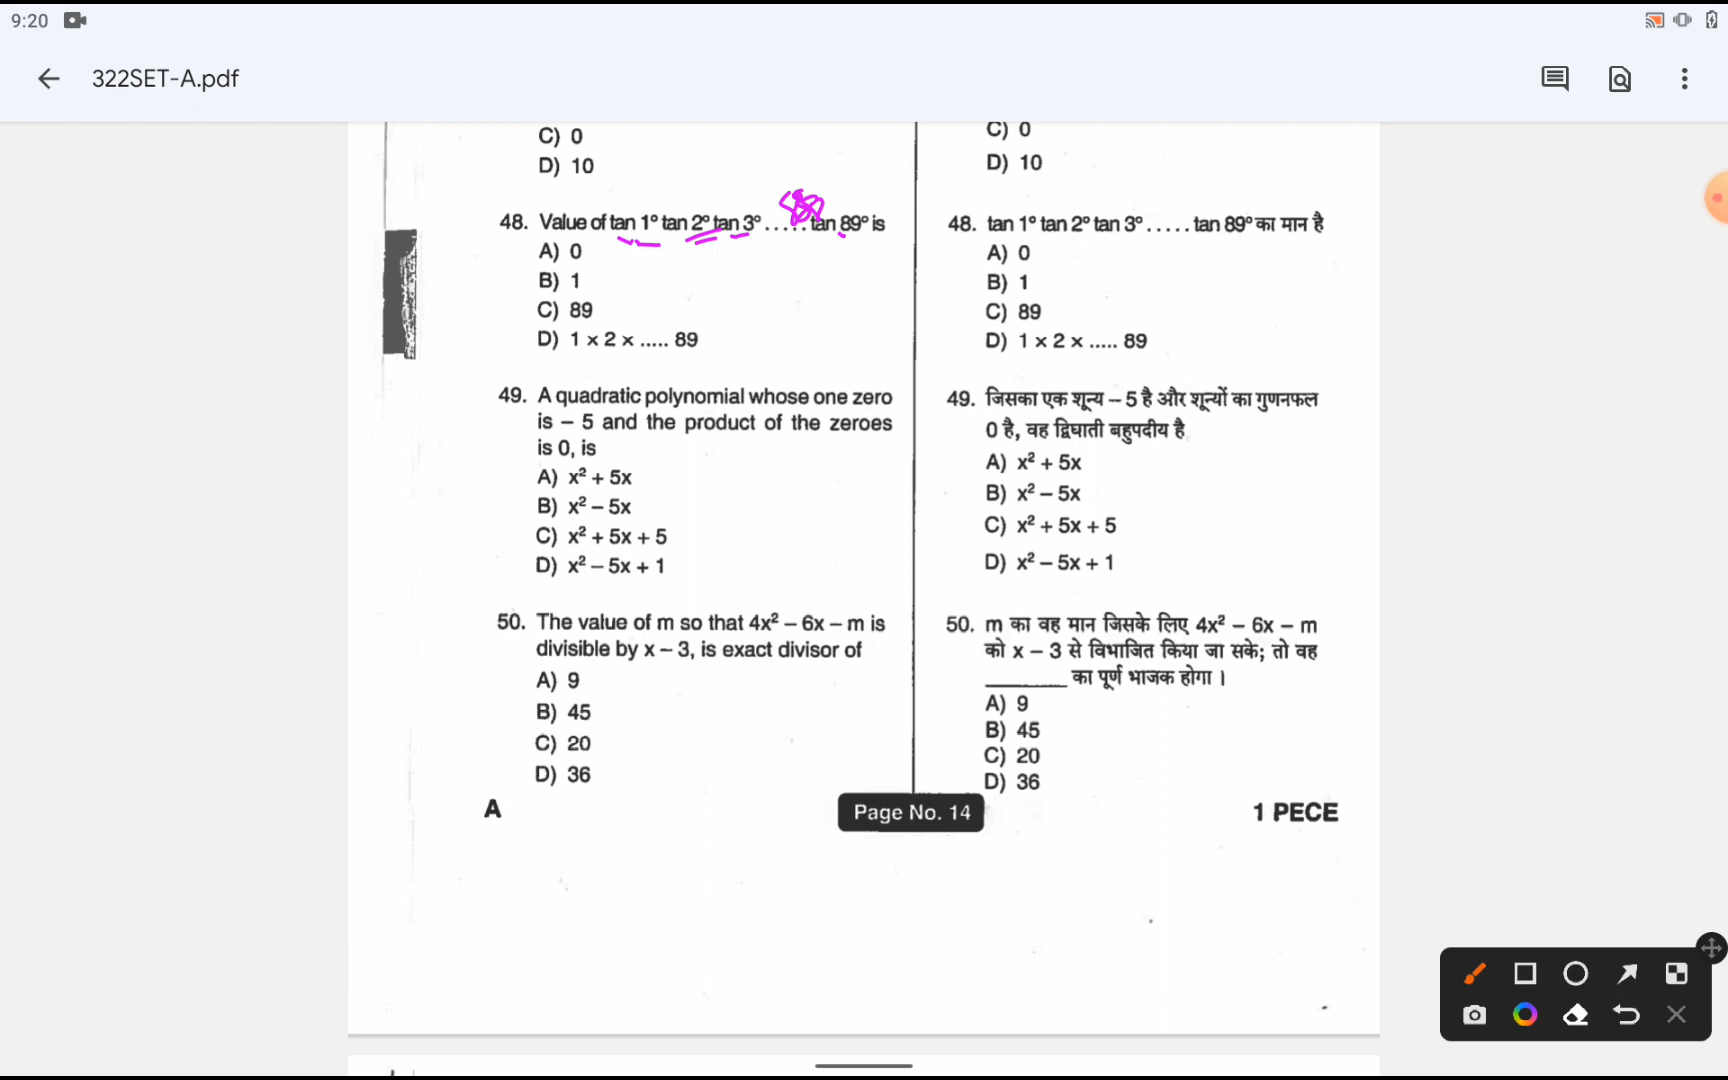 9:20
322SET-A.pdf
C) 0
D) 10
48. Value of tan 1° tan 2° tan 3° ..... tan 89° is
A) 0
B) 1
C) 89
D) 1 × 2 × ..... 89
49. A quadratic polynomial whose one zero
is – 5 and the product of the zeroes
is 0, is
A) x² + 5x
B) x² – 5x
C) x² + 5x + 5
D) x² – 5x + 1
50. The value of m so that 4x² – 6x – m is
divisible by x – 3, is exact divisor of
A) 9
B) 45
C) 20
D) 36
C) 0
D) 10
48. tan 1° tan 2° tan 3° ..... tan 89° का मान है
A) 0
B) 1
C) 89
D) 1 × 2 × ..... 89
49. जिसका एक शून्य – 5 है और शून्यों का गुणनफल
0 है, वह द्विघाती बहुपदीय है
A) x² + 5x
B) x² – 5x
C) x² + 5x + 5
D) x² – 5x + 1
50. m का वह मान जिसके लिए 4x² – 6x – m
को x – 3 से विभाजित किया जा सके; तो वह
________ का पूर्ण भाजक होगा ।
A) 9
B) 45
C) 20
D) 36
A
Page No. 14
1 PECE